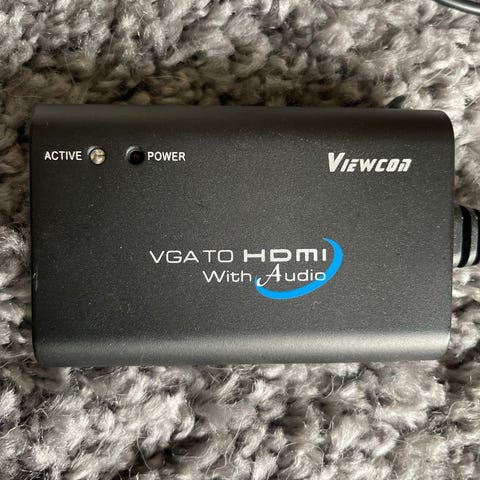 ACTIVE POWER
VIEWCON
VGA TO HDMI
With Audio